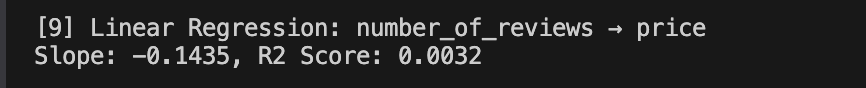 [9] Linear Regression: number_of_reviews → price
Slope: -0.1435, R2 Score: 0.0032